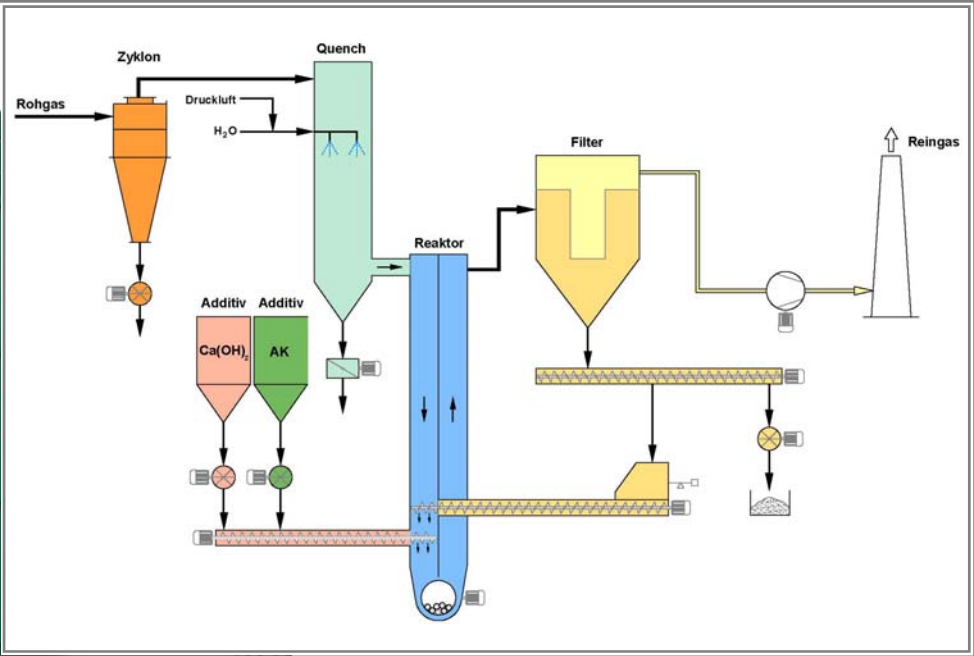 Quench
Zyklon
Rohgas
Druckluft
H₂O
Filter
Reingas
Reaktor
Additiv
Additiv
Ca(OH)₂
AK